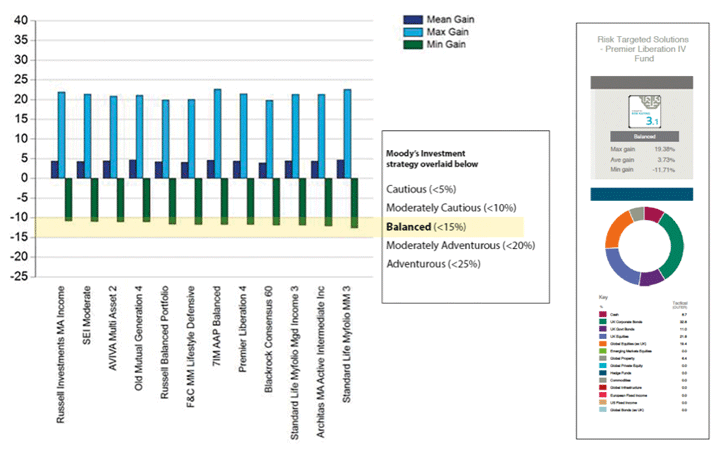 40
35
30
25
20
15
10
5
0
-5
-10
-15
-20
-25
Mean Gain
Max Gain
Min Gain
Russell Investments MA Income
SEI Moderate
AVIVA Multi Asset 2
Old Mutual Generation 4
Russell Balanced Portfolio
F&C MM Lifestyle Defensive
7IM AAP Balanced
Premier Liberation 4
Blackrock Consensus 60
Standard Life Myfolio Mgd Income 3
Architas MA Active Intermediate Inc
Standard Life Myfolio MM 3
Moody's Investment
strategy overlaid below
Cautious (<5%)
Moderately Cautious (<10%)
Balanced (<15%)
Moderately Adventurous (<20%)
Adventurous (<25%)
Risk Targeted Solutions
- Premier Liberation IV
Fund
3.1
Balanced
Max gain 19.38%
Ave gain 3.73%
Min gain -11.71%
Key
%
Tactical
Cash
UK Corporate Bonds
UK Govt Bonds
UK Equities
Global Equities (ex UK)
Emerging Markets Equities
Global Property
Global Private Equity
Hedge Funds
Commodities
Global Infrastructure
European Fixed Income
US Fixed Income
Global Bonds (ex UK)